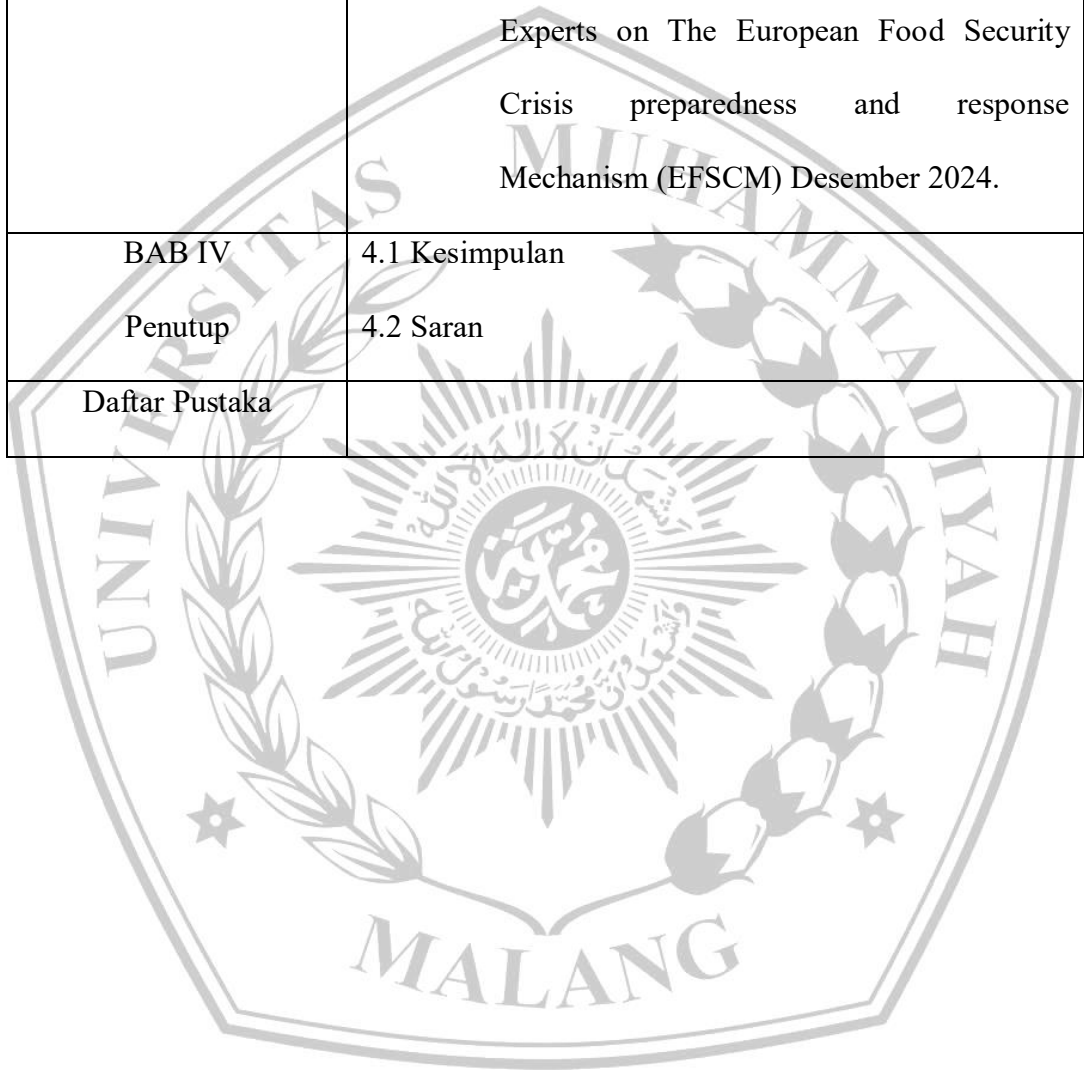 Experts on The European Food Security
Crisis preparedness and response
Mechanism (EFSCM) Desember 2024.
BAB IV
Penutup
4.1 Kesimpulan
4.2 Saran
Daftar Pustaka
UNIVERSITAS MUHAMMADIYAH
MALANG